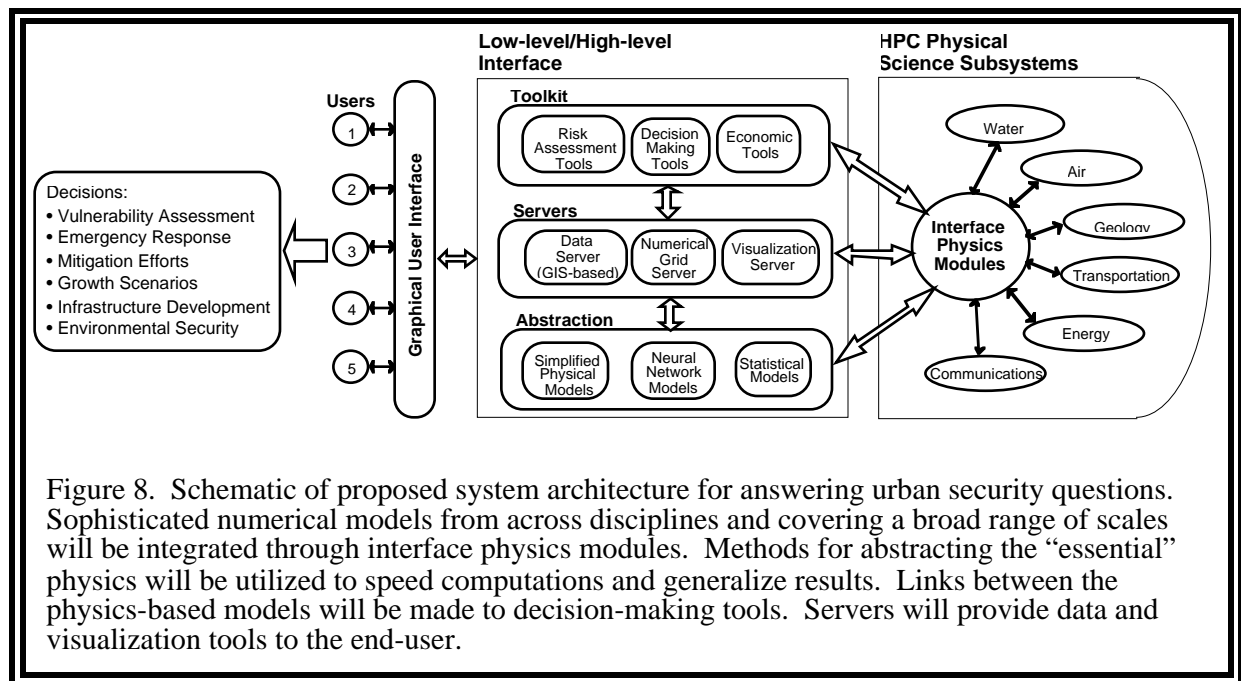 Low-level/High-level
Interface
HPC Physical
Science Subsystems
Users
1
2
3
4
5
Decisions:
• Vulnerability Assessment
• Emergency Response
• Mitigation Efforts
• Growth Scenarios
• Infrastructure Development
• Environmental Security
Graphical User Interface
Toolkit
Risk
Assessment
Tools
Decision
Making
Tools
Economic
Tools
Servers
Data
Server
(GIS-based)
Numerical
Grid
Server
Visualization
Server
Abstraction
Simplified
Physical
Models
Neural
Network
Models
Statistical
Models
Interface
Physics
Modules
Water
Air
Geology
Transportation
Energy
Communications
Figure 8. Schematic of proposed system architecture for answering urban security questions.
Sophisticated numerical models from across disciplines and covering a broad range of scales
will be integrated through interface physics modules. Methods for abstracting the “essential”
physics will be utilized to speed computations and generalize results. Links between the
physics-based models will be made to decision-making tools. Servers will provide data and
visualization tools to the end-user.